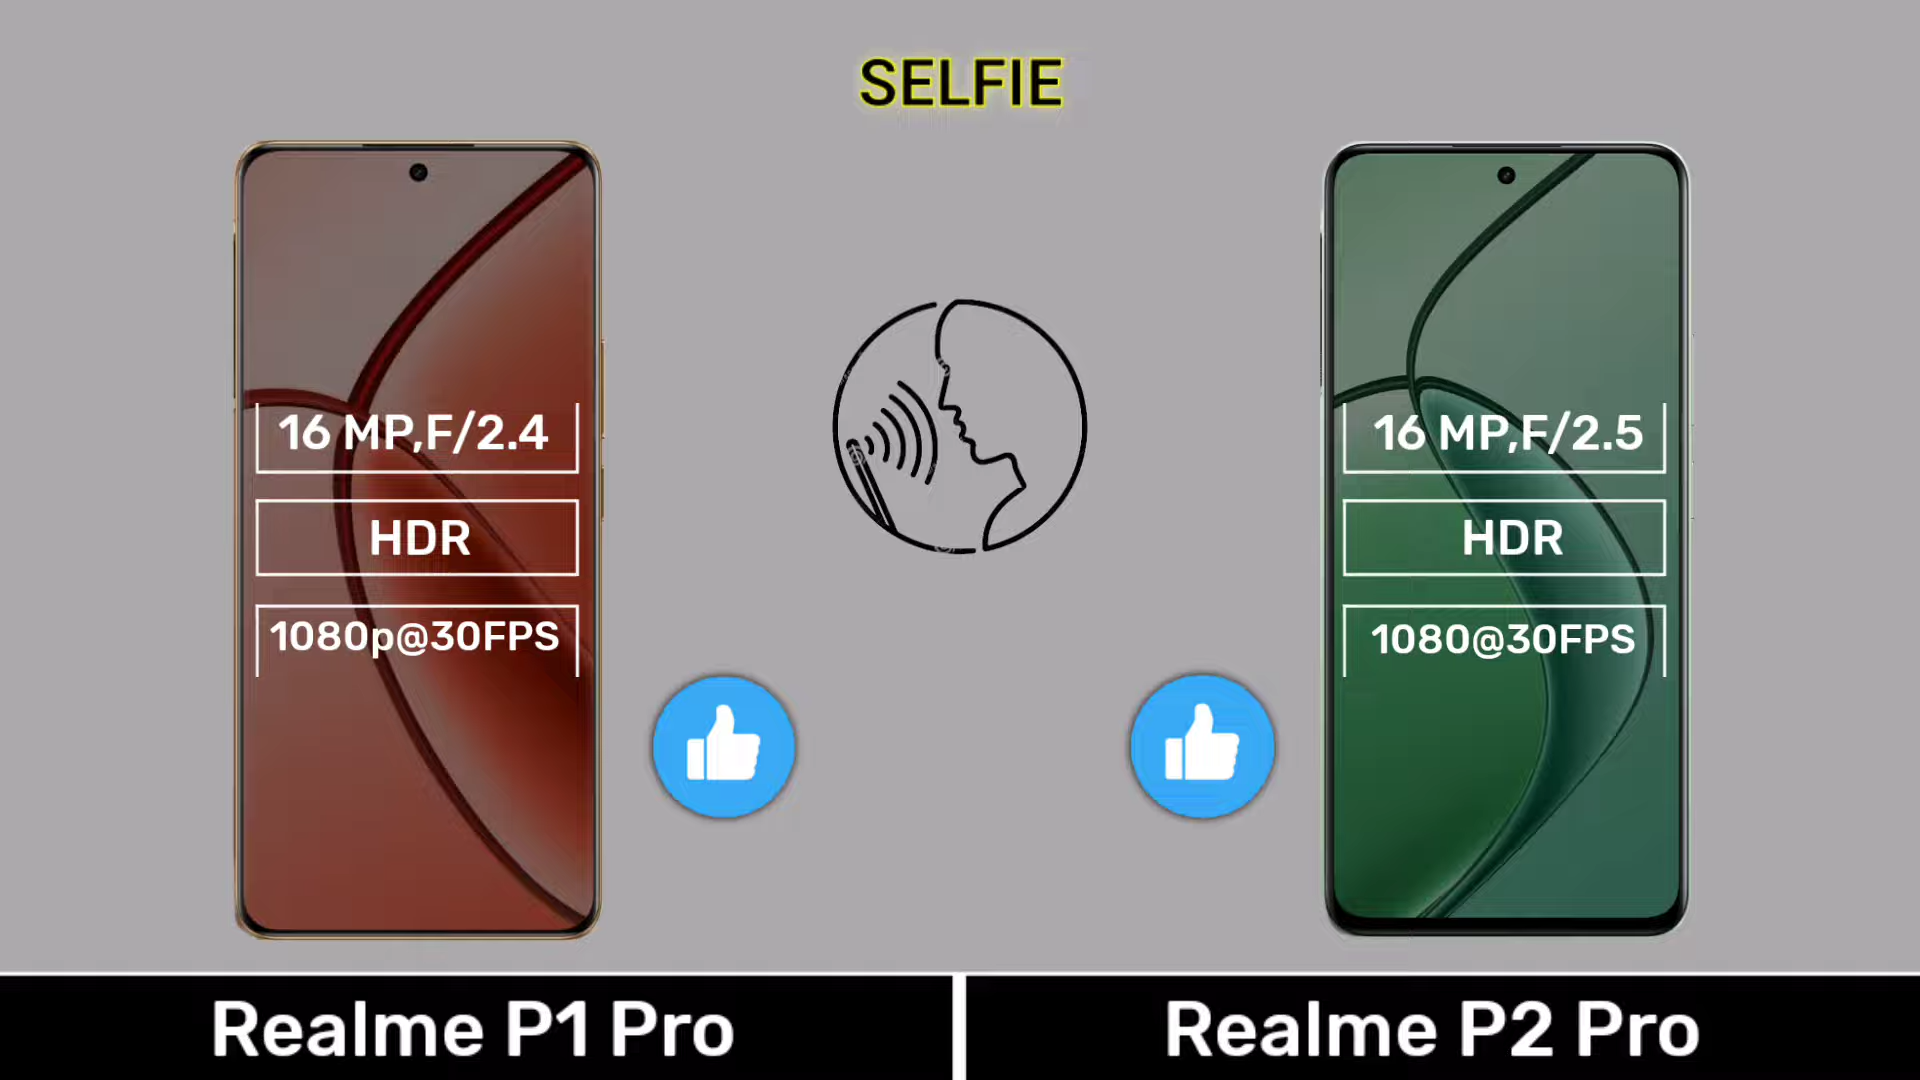 SELFIE
16 MP,F/2.4
HDR
1080p@30FPS
16 MP,F/2.5
HDR
1080@30FPS
Realme P1 Pro
Realme P2 Pro